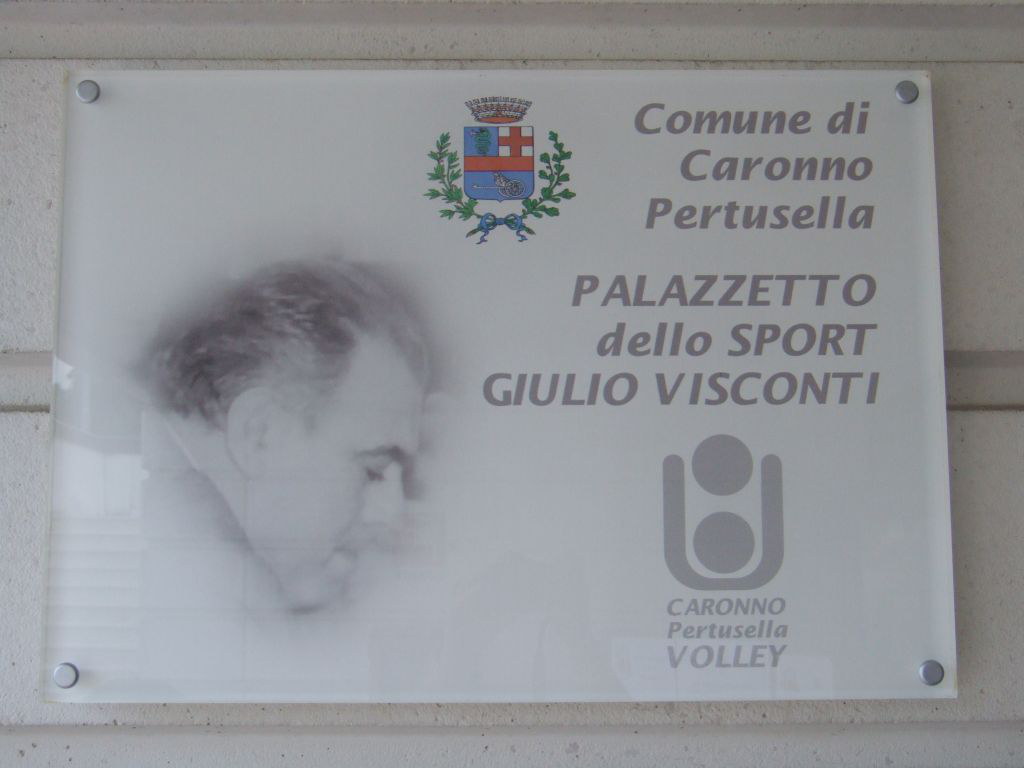 Comune di
Caronno
Pertusella
PALAZZETTO
dello SPORT
GIULIO VISCONTI
CARONNO
Pertusella
VOLLEY